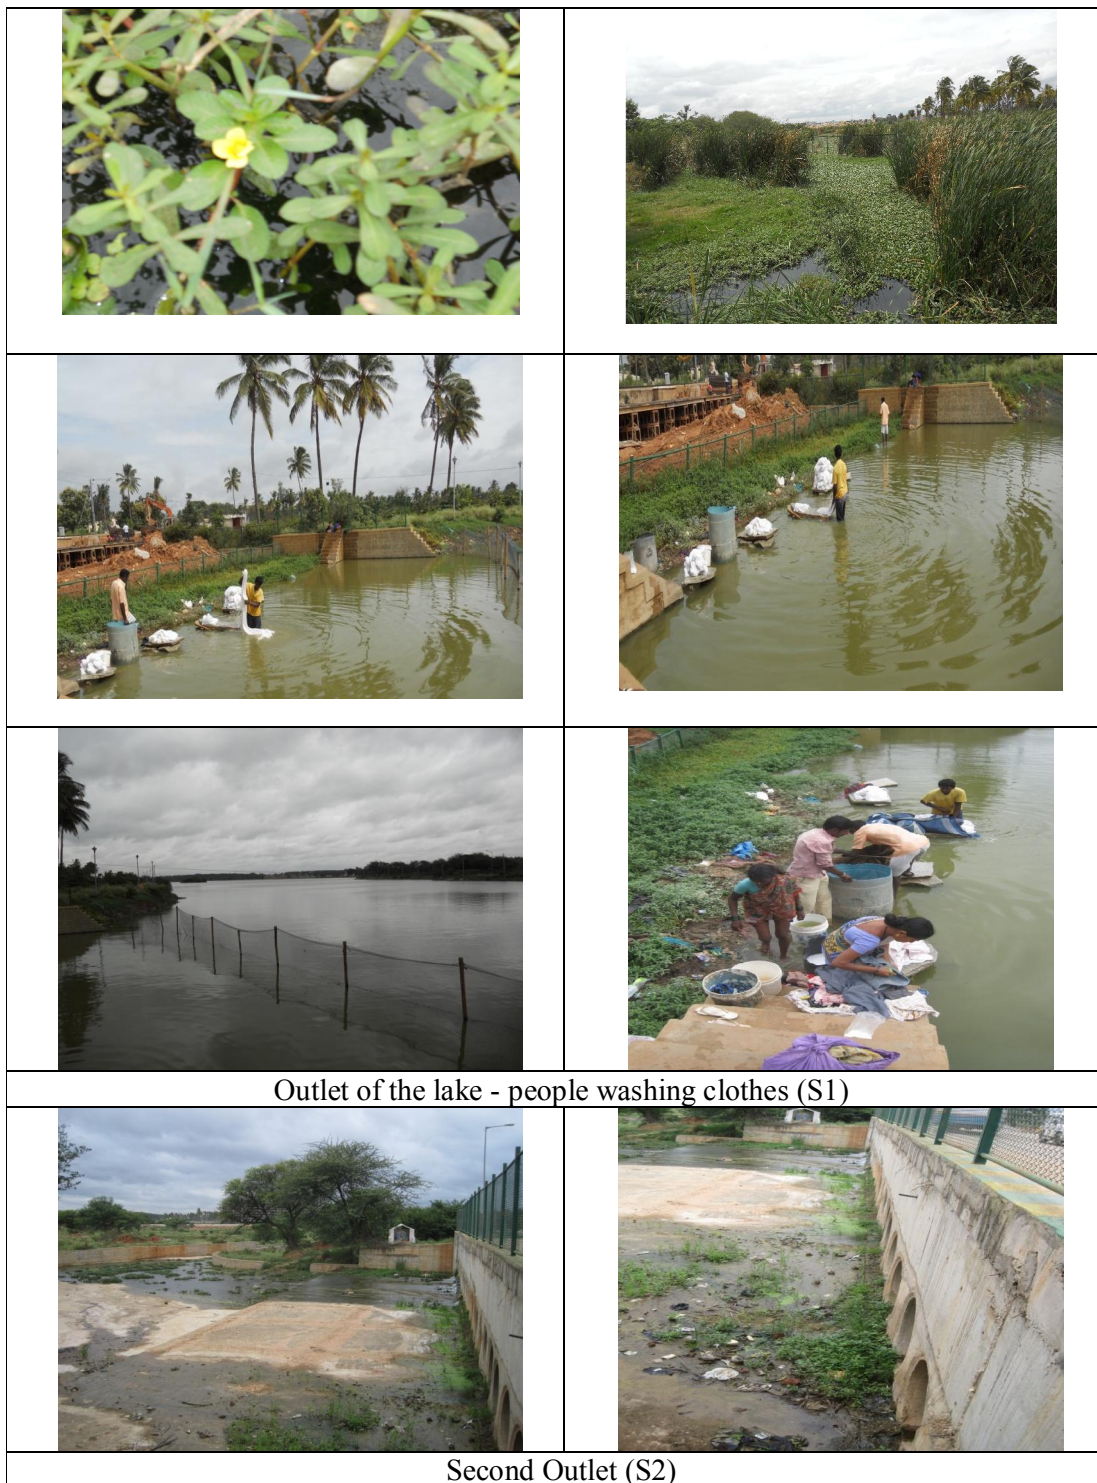 Outlet of the lake - people washing clothes (S1)
Second Outlet (S2)